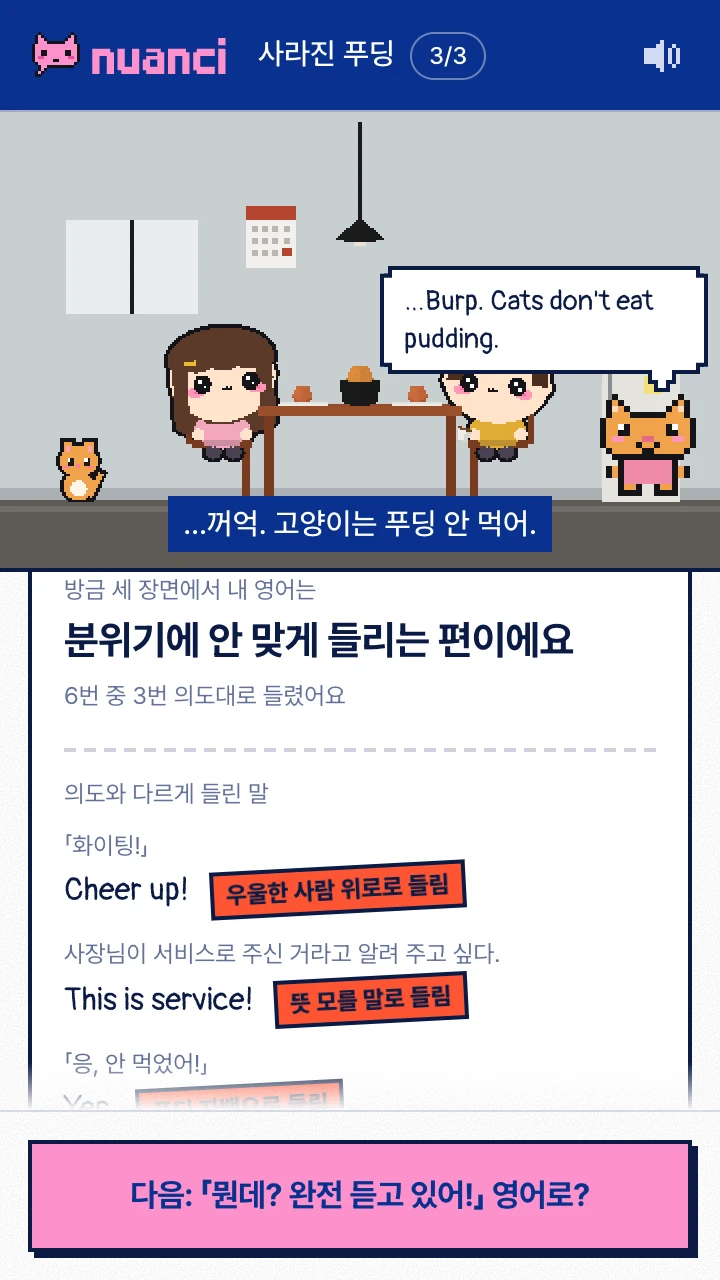 nuanci
사라진 푸딩
3/3
...Burp. Cats don't eat
pudding.
...꺼억. 고양이는 푸딩 안 먹어.
방금 세 장면에서 내 영어는
분위기에 안 맞게 들리는 편이에요
6번 중 3번 의도대로 들렸어요
의도와 다르게 들린 말
「화이팅!」
Cheer up! 우울한 사람 위로로 들림
사장님이 서비스로 주신 거라고 알려 주고 싶다.
This is service! 뜻 모를 말로 들림
「응, 안 먹었어!」
Yes
다음: 「뭔데? 완전 듣고 있어!」 영어로?